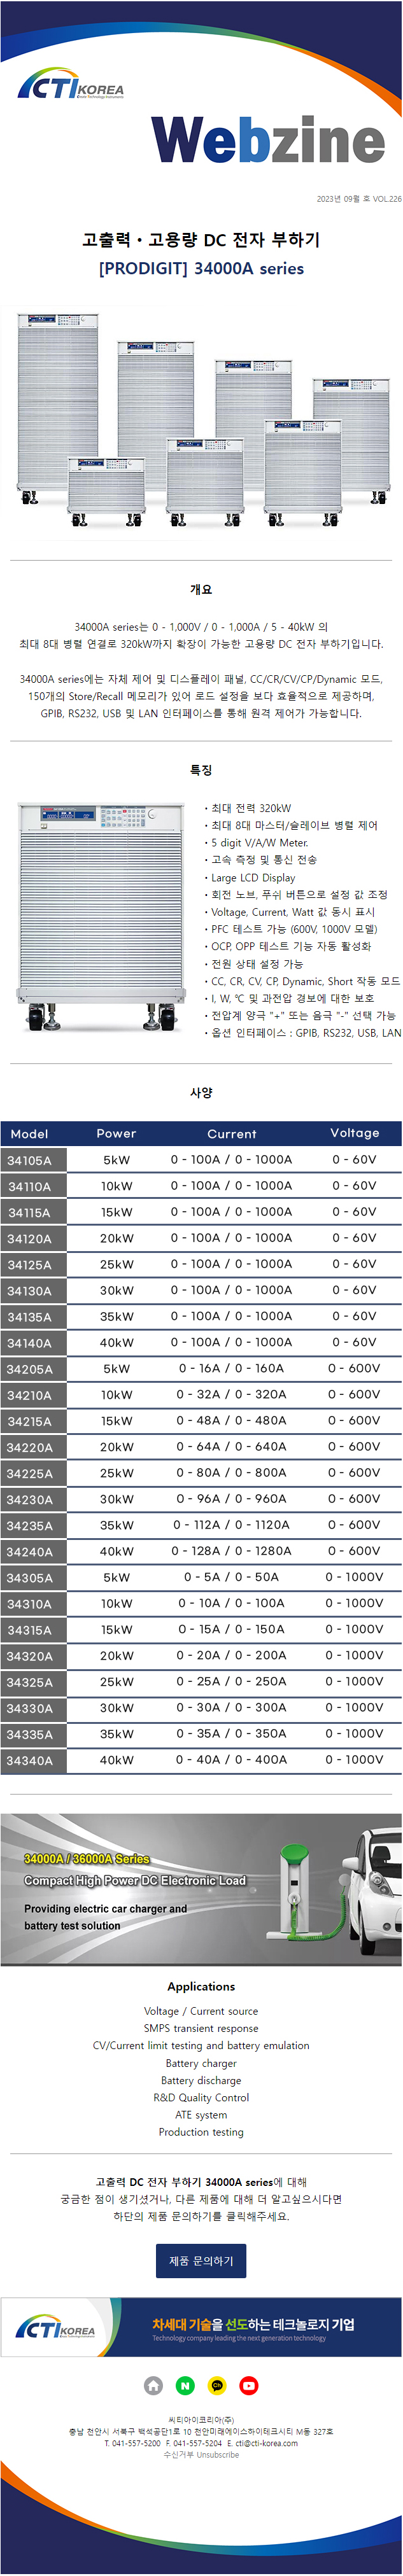 CTI KOREA
Webzine
2023년 09월 호 VOL.226
고출력 • 고용량 DC 전자 부하기
[PRODIGIT] 34000A series
개요
34000A series는 0 - 1,000V / 0 - 1,000A / 5 - 40kW 의
최대 8대 병렬 연결로 320kW까지 확장이 가능한 고용량 DC 전자 부하기입니다.
34000A series에는 자체 제어 및 디스플레이 패널, CC/CR/CV/CP/Dynamic 모드,
150개의 Store/Recall 메모리가 있어 로드 설정을 보다 효율적으로 제공하며,
GPIB, RS232, USB 및 LAN 인터페이스를 통해 원격 제어가 가능합니다.
특징
• 최대 전력 320kW
• 최대 8대 마스터/슬레이브 병렬 제어
• 5 digit V/A/W Meter.
• 고속 측정 및 통신 전송
• Large LCD Display
• 회전 노브, 푸쉬 버튼으로 설정 값 조정
• Voltage, Current, Watt 값 동시 표시
• PFC 테스트 가능 (600V, 1000V 모델)
• OCP, OPP 테스트 기능 자동 활성화
• 전원 상태 설정 가능
• CC, CR, CV, CP, Dynamic, Short 작동 모드
• I, W, ℃ 및 과전압 경보에 대한 보호
• 전압계 양극 "+" 또는 음극 "-" 선택 가능
• 옵션 인터페이스 : GPIB, RS232, USB, LAN
사양
Model Power Current Voltage
34105A 5kW 0 - 100A / 0 - 1000A 0 - 60V
34110A 10kW 0 - 100A / 0 - 1000A 0 - 60V
34115A 15kW 0 - 100A / 0 - 1000A 0 - 60V
34120A 20kW 0 - 100A / 0 - 1000A 0 - 60V
34125A 25kW 0 - 100A / 0 - 1000A 0 - 60V
34130A 30kW 0 - 100A / 0 - 1000A 0 - 60V
34135A 35kW 0 - 100A / 0 - 1000A 0 - 60V
34140A 40kW 0 - 100A / 0 - 1000A 0 - 60V
34205A 5kW 0 - 16A / 0 - 160A 0 - 600V
34210A 10kW 0 - 32A / 0 - 320A 0 - 600V
34215A 15kW 0 - 48A / 0 - 480A 0 - 600V
34220A 20kW 0 - 64A / 0 - 640A 0 - 600V
34225A 25kW 0 - 80A / 0 - 800A 0 - 600V
34230A 30kW 0 - 96A / 0 - 960A 0 - 600V
34235A 35kW 0 - 112A / 0 - 1120A 0 - 600V
34240A 40kW 0 - 128A / 0 - 1280A 0 - 600V
34305A 5kW 0 - 5A / 0 - 50A 0 - 1000V
34310A 10kW 0 - 10A / 0 - 100A 0 - 1000V
34315A 15kW 0 - 15A / 0 - 150A 0 - 1000V
34320A 20kW 0 - 20A / 0 - 200A 0 - 1000V
34325A 25kW 0 - 25A / 0 - 250A 0 - 1000V
34330A 30kW 0 - 30A / 0 - 300A 0 - 1000V
34335A 35kW 0 - 35A / 0 - 350A 0 - 1000V
34340A 40kW 0 - 40A / 0 - 400A 0 - 1000V
34000A / 36000A Series
Compact High Power DC Electronic Load
Providing electric car charger and
battery test solution
Applications
Voltage / Current source
SMPS transient response
CV/Current limit testing and battery emulation
Battery charger
Battery discharge
R&D Quality Control
ATE system
Production testing
고출력 DC 전자 부하기 34000A series에 대해
궁금한 점이 생기셨거나, 다른 제품에 대해 더 알고싶으시다면
하단의 제품 문의하기를 클릭해주세요.
제품 문의하기
CTI KOREA
차세대 기술을 선도하는 테크놀로지 기업
Technology company leading the next generation technology
N
Ch
씨티아이코리아(주)
충남 천안시 서북구 백석공단1로 10 천안미래에이스하이테크시티 M동 327호
T. 041-557-5200 F. 041-557-5204 E. cti@cti-korea.com
수신거부 Unsubscribe